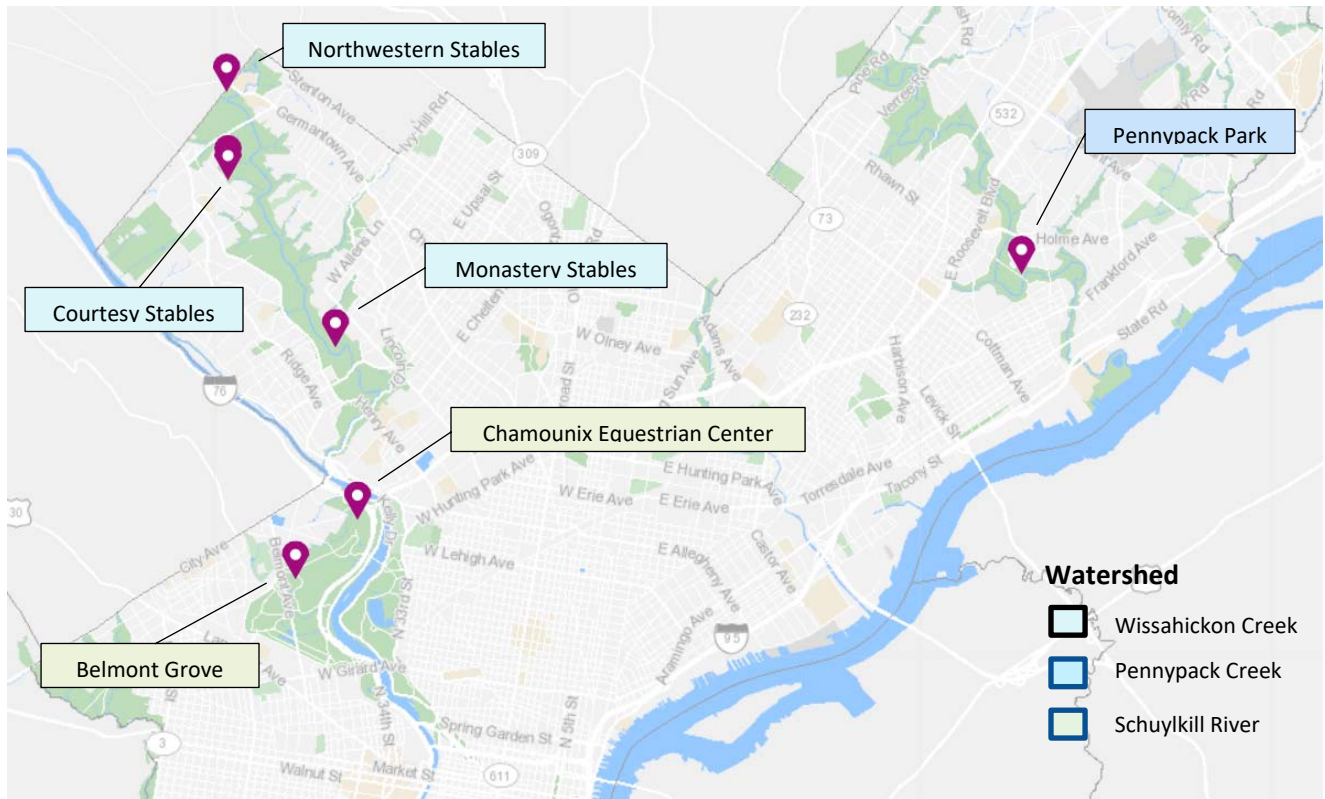 Northwestern Stables
Stenton Ave
Germantown Ave
Ivy-Hill Rd
309
E Upsal St
W Allens Ln
Pine Rd
Verree Rd
532
Rhawn St
E Roosevelt Blvd
73
Pennypack Park
Holme Ave
Frankford Ave
State Rd
Courtesy Stables
Monastery Stables
W Olney Ave
Adams Ave
232
Harbison Ave
Cottman Ave
Levick St
Lincoln Dr
Ridge Ave
76
Henry Ave
Chamounix Equestrian Center
E Hunting Park Ave
W Hunting Park Ave
Torresdale Ave
Tacony St
W Erie Ave
E Erie Ave
Kelly Dr
30
City Ave
Belmont Ave
W Lehigh Ave
N 33rd St
E Allegheny Ave
Castor Ave
Aramingo Ave
95
Belmont Grove
W Girard Ave
N 34th St
N 5th St
Spring Garden St
3
Walnut St
Market St
611
Watershed
Wissahickon Creek
Pennypack Creek
Schuylkill River